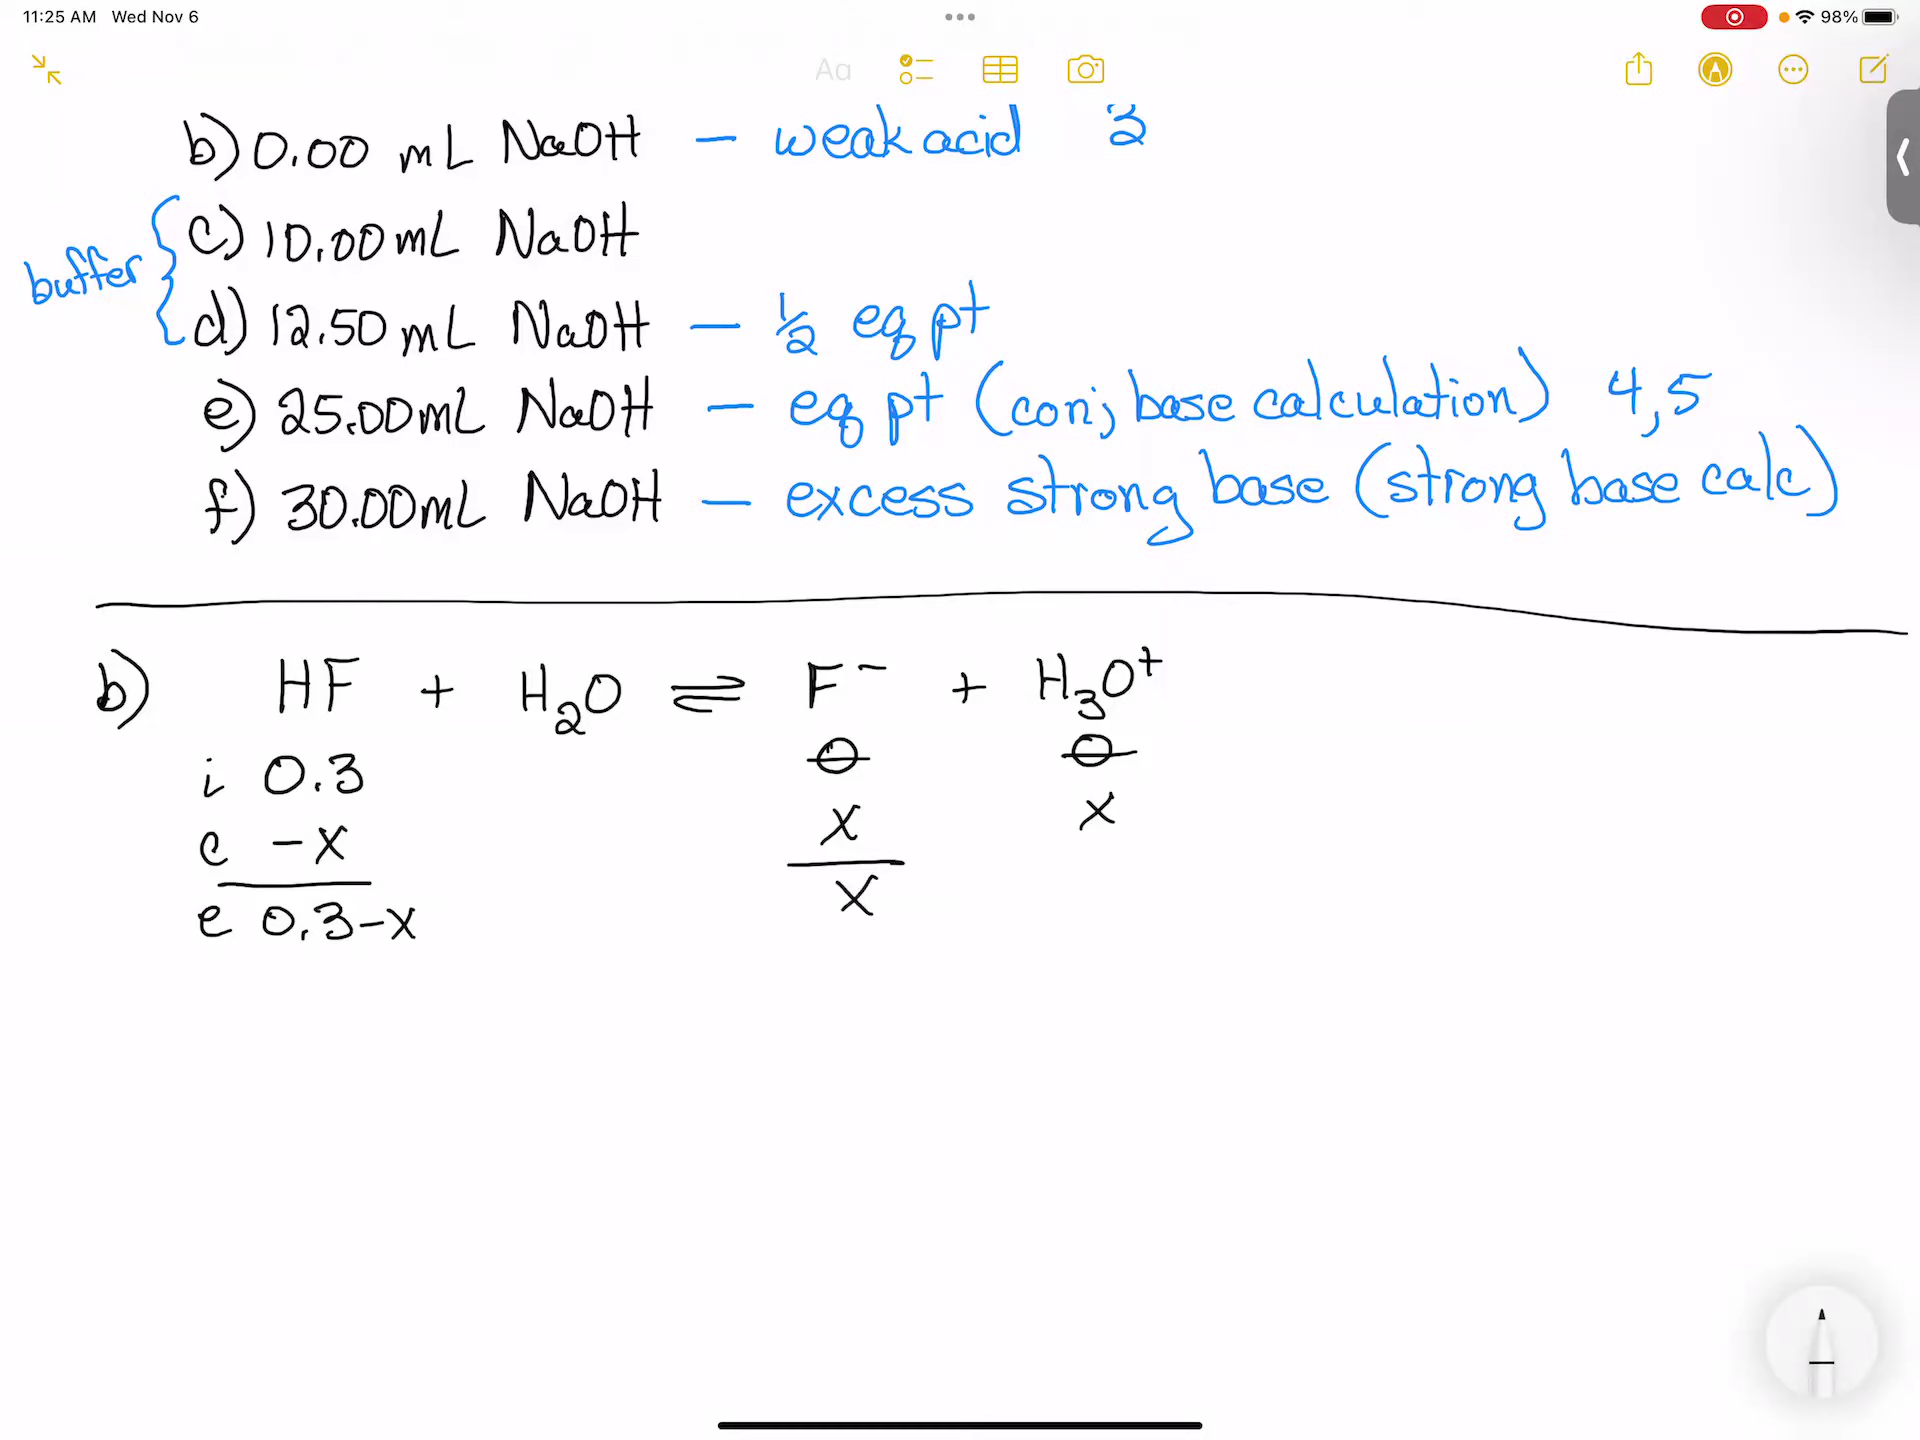 11:25 AM Wed Nov 6
98%
Aa
b) 0.00 mL NaOH – weak acid 3
buffer
c) 10.00 mL NaOH
d) 12.50 mL NaOH – 1/2 eq pt
e) 25.00 mL NaOH – eq pt (conj base calculation) 4,5
f) 30.00 mL NaOH – excess strong base (strong base calc)
b) HF + H₂O ⇌ F⁻ + H₃O⁺
i 0.3 0 0
c -x x x
e 0.3-x x